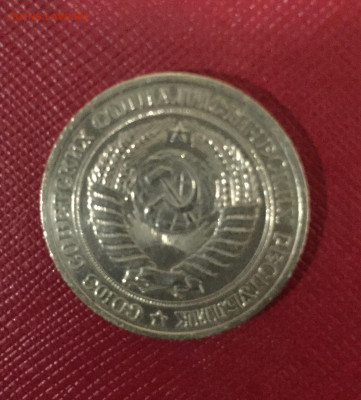 СОЮЗ СОВЕТСКИХ СОЦИАЛИСТИЧЕСКИХ РЕСПУБЛИК